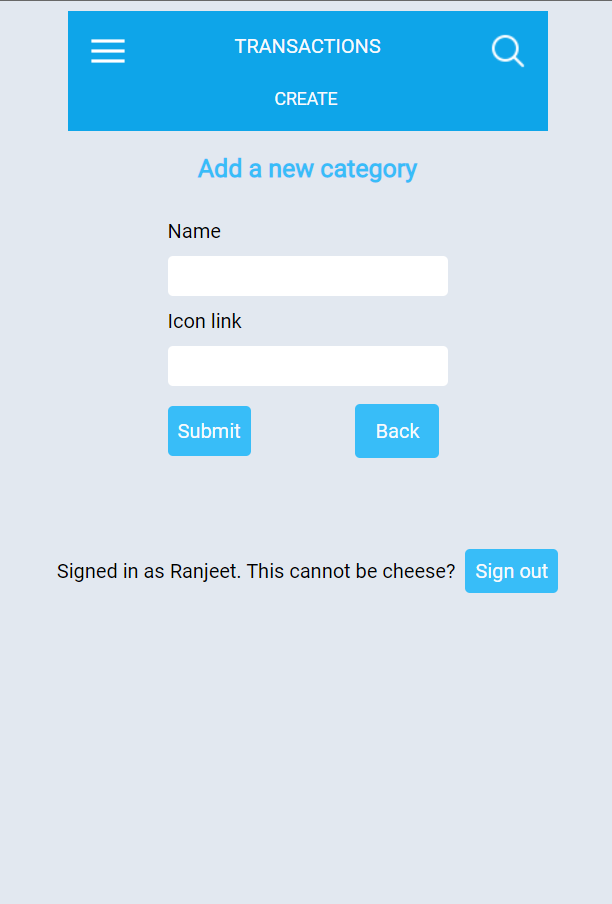 TRANSACTIONS
CREATE
Add a new category
Name
Icon link
Submit
Back
Signed in as Ranjeet. This cannot be cheese?
Sign out